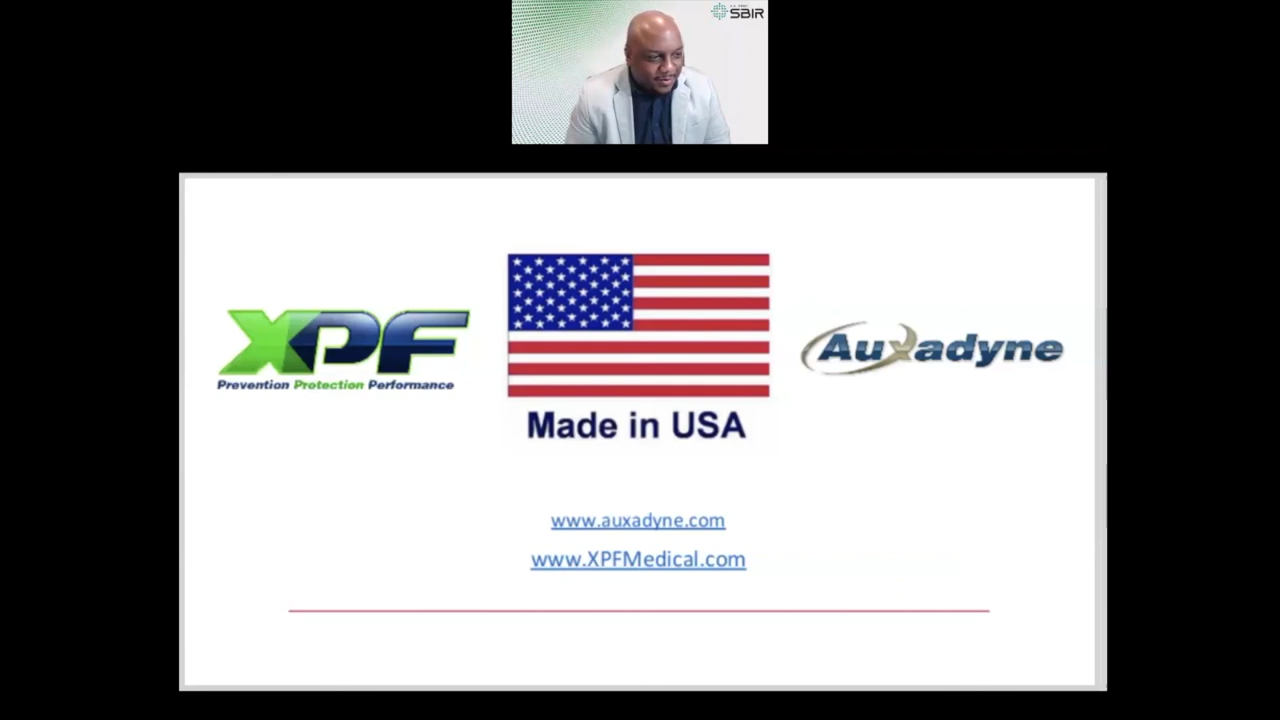 SBIR
XPF
Prevention Protection Performance
Made in USA
Auxadyne
www.auxadyne.com
www.XPFMedical.com